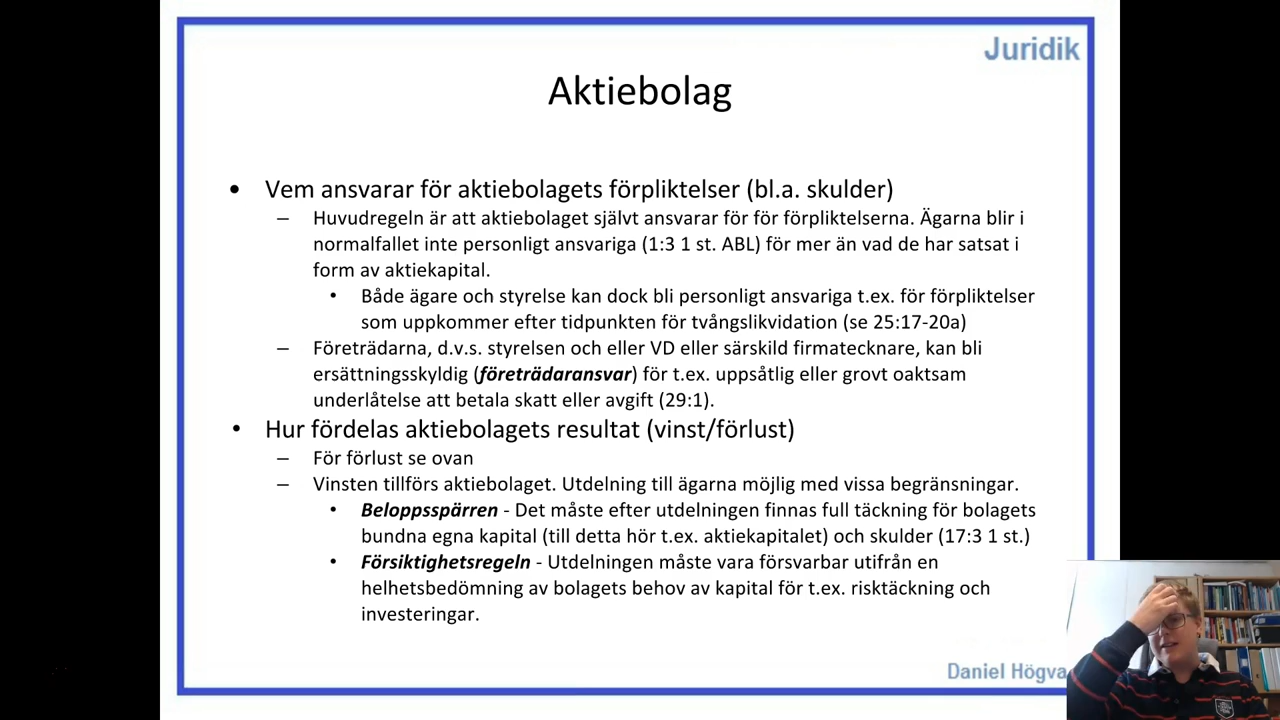 Juridik
Aktiebolag
• Vem ansvarar för aktiebolagets förpliktelser (bl.a. skulder)
– Huvudregeln är att aktiebolaget självt ansvarar för för förpliktelserna. Ägarna blir i
normalfallet inte personligt ansvariga (1:3 1 st. ABL) för mer än vad de har satsat i
form av aktiekapital.
• Både ägare och styrelse kan dock bli personligt ansvariga t.ex. för förpliktelser
som uppkommer efter tidpunkten för tvångslikvidation (se 25:17-20a)
– Företrädarna, d.v.s. styrelsen och eller VD eller särskild firmatecknare, kan bli
ersättningsskyldig (företrädaransvar) för t.ex. uppsåtlig eller grovt oaktsam
underlåtelse att betala skatt eller avgift (29:1).
• Hur fördelas aktiebolagets resultat (vinst/förlust)
– För förlust se ovan
– Vinsten tillförs aktiebolaget. Utdelning till ägarna möjlig med vissa begränsningar.
• Beloppsspärren - Det måste efter utdelningen finnas full täckning för bolagets
bundna egna kapital (till detta hör t.ex. aktiekapitalet) och skulder (17:3 1 st.)
• Försiktighetsregeln - Utdelningen måste vara försvarbar utifrån en
helhetsbedömning av bolagets behov av kapital för t.ex. risktäckning och
investeringar.
Daniel Högva